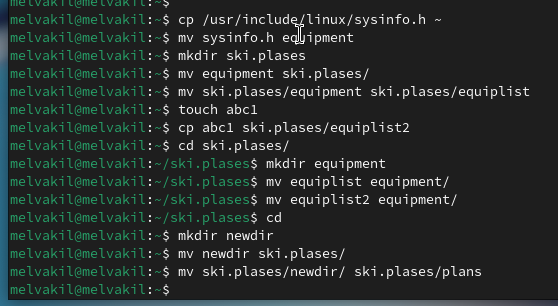 melvakil@melvakil:~$
melvakil@melvakil:~$ cp /usr/include/linux/sysinfo.h ~
melvakil@melvakil:~$ mv sysinfo.h equipment
melvakil@melvakil:~$ mkdir ski.plases
melvakil@melvakil:~$ mv equipment ski.plases/
melvakil@melvakil:~$ mv ski.plases/equipment ski.plases/equiplist
melvakil@melvakil:~$ touch abc1
melvakil@melvakil:~$ cp abc1 ski.plases/equiplist2
melvakil@melvakil:~$ cd ski.plases/
melvakil@melvakil:~/ski.plases$ mkdir equipment
melvakil@melvakil:~/ski.plases$ mv equiplist equipment/
melvakil@melvakil:~/ski.plases$ mv equiplist2 equipment/
melvakil@melvakil:~/ski.plases$ cd
melvakil@melvakil:~$ mkdir newdir
melvakil@melvakil:~$ mv newdir ski.plases/
melvakil@melvakil:~$ mv ski.plases/newdir/ ski.plases/plans
melvakil@melvakil:~$